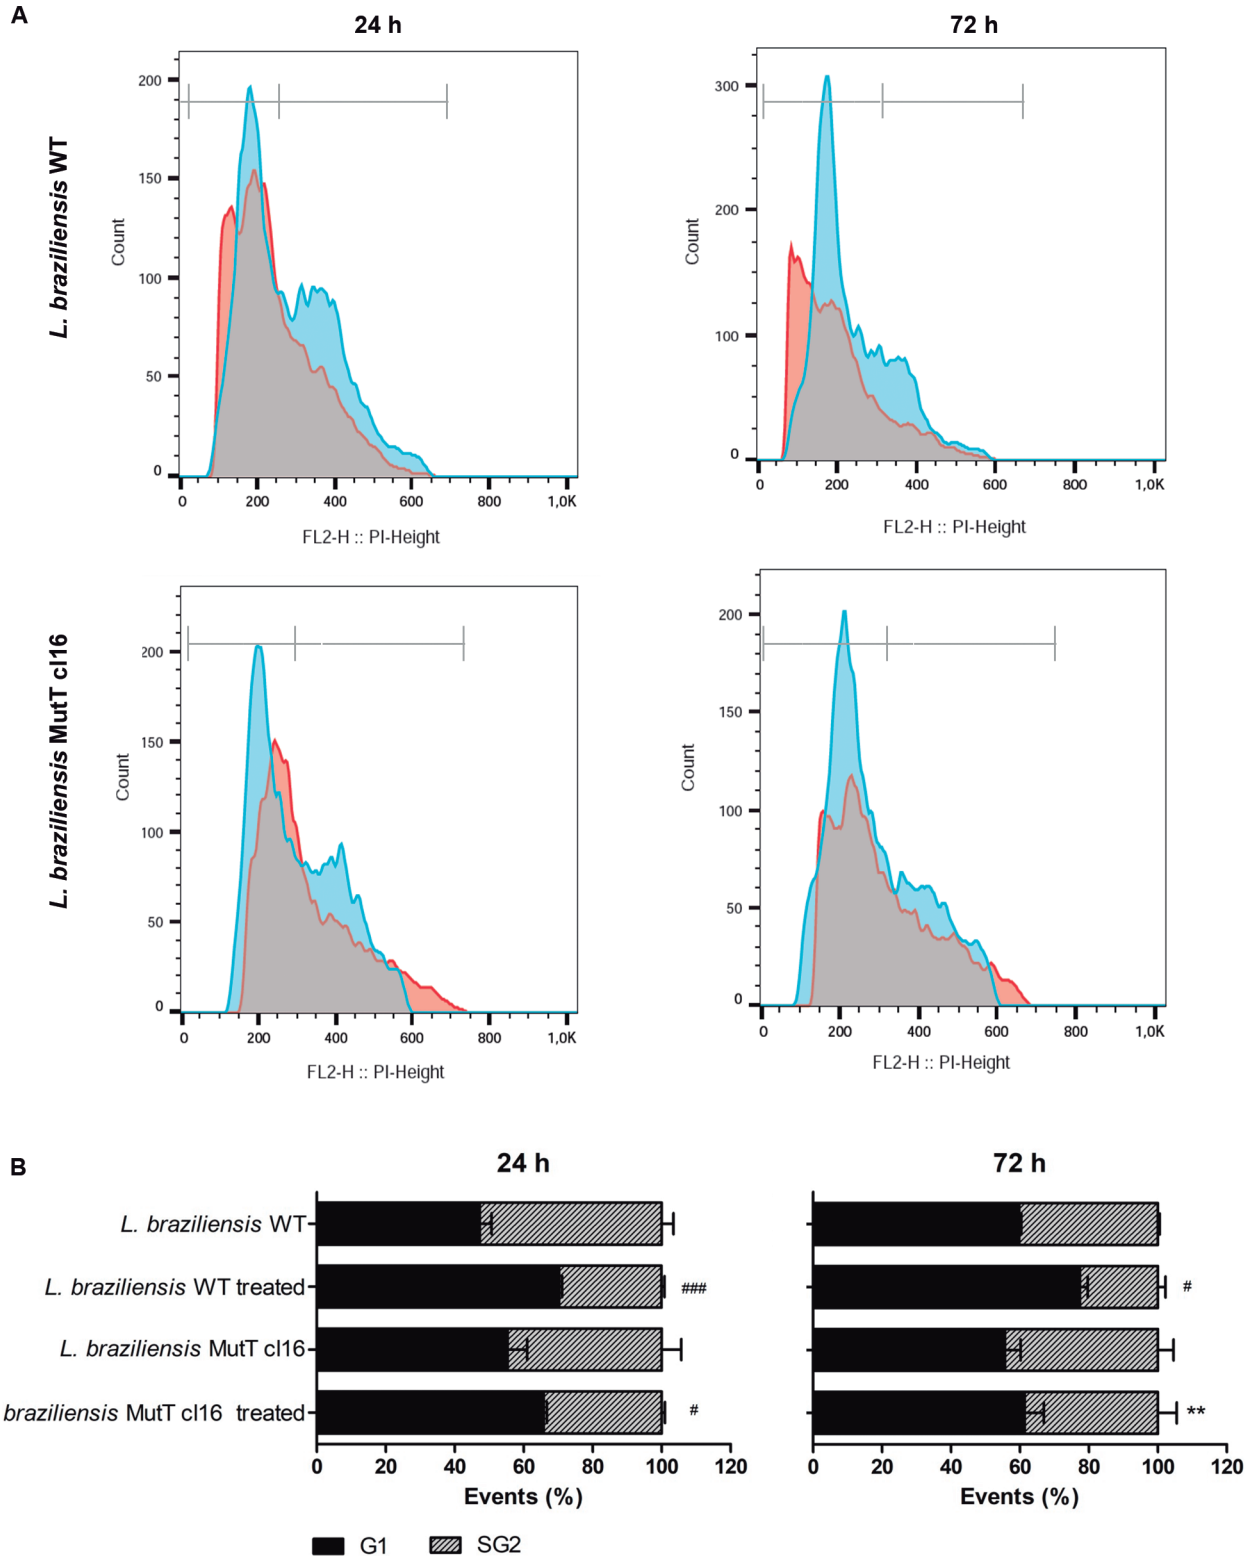 A
24 h
72 h
L. braziliensis WT
200
150
100
50
0
Count
0 200 400 600 800 1,0K
FL2-H :: PI-Height
300
200
100
0
Count
0 200 400 600 800 1,0K
FL2-H :: PI-Height
L. braziliensis MutT cl16
200
150
100
50
0
Count
0 200 400 600 800 1,0K
FL2-H :: PI-Height
200
150
100
50
0
Count
0 200 400 600 800 1,0K
FL2-H :: PI-Height
B
24 h
72 h
L. braziliensis WT
L. braziliensis WT treated
###
#
L. braziliensis MutT cl16
braziliensis MutT cl16 treated
#
**
0 20 40 60 80 100 120
Events (%)
0 20 40 60 80 100 120
Events (%)
G1
SG2